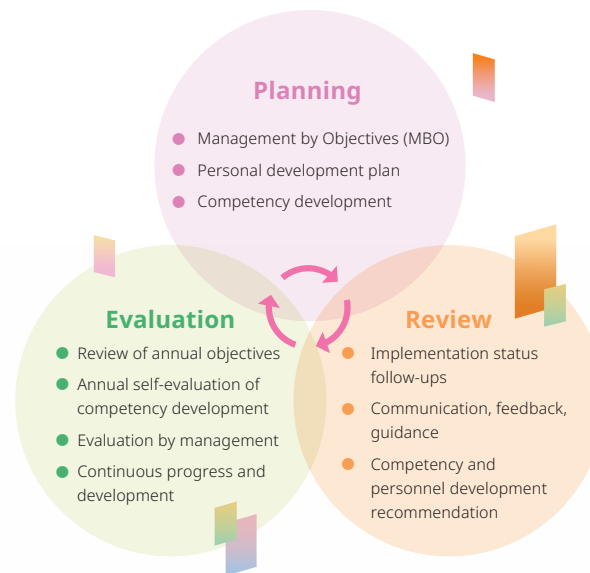 Planning
Management by Objectives (MBO)
Personal development plan
Competency development
Evaluation
Review of annual objectives
Annual self-evaluation of
competency development
Evaluation by management
Continuous progress and
development
Review
Implementation status
follow-ups
Communication, feedback,
guidance
Competency and
personnel development
recommendation